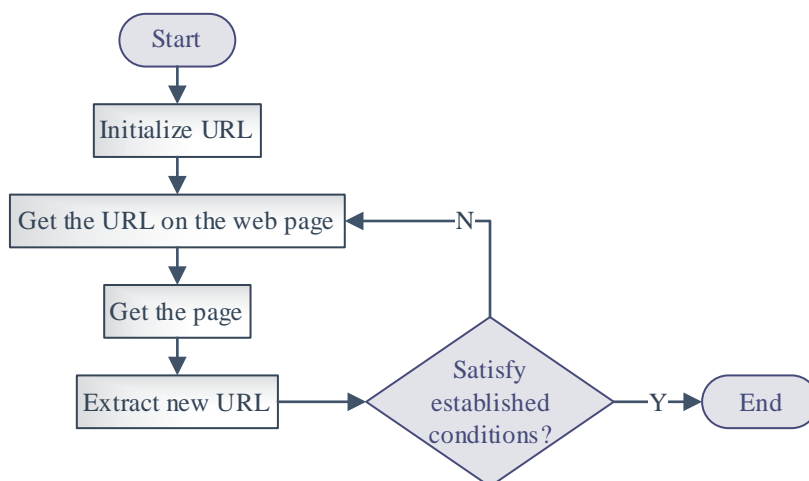 Start
Initialize URL
Get the URL on the web page
N
Get the page
Extract new URL
Satisfy
established
conditions?
Y
End